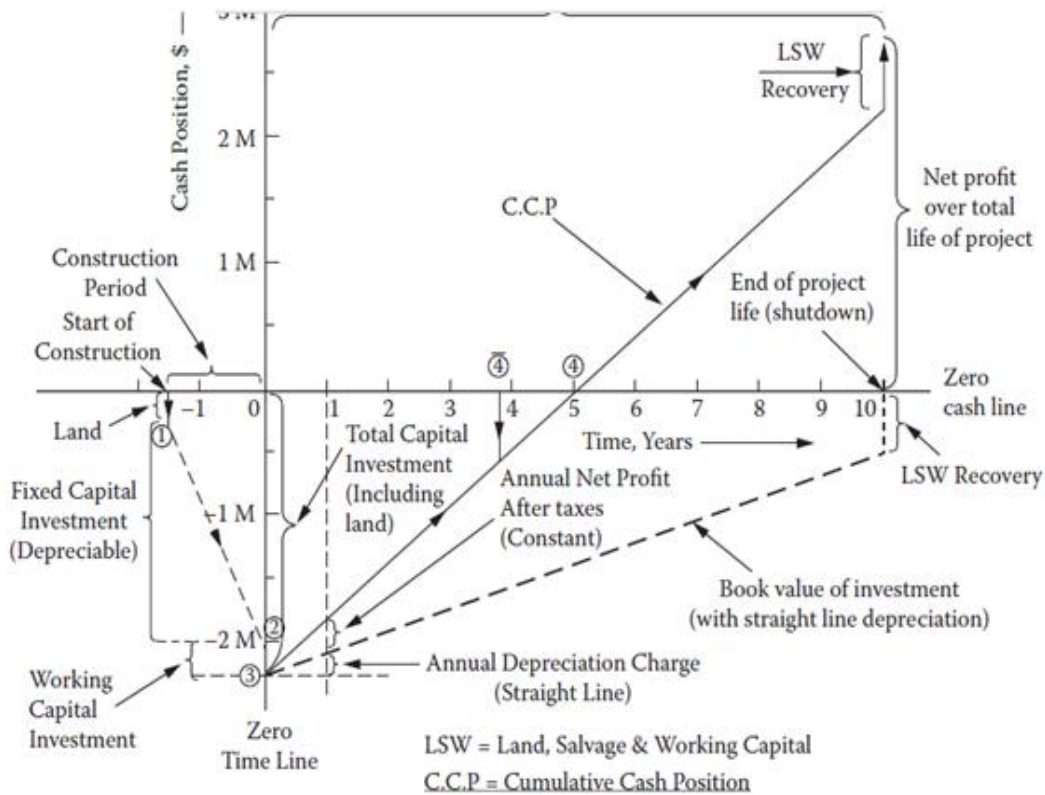 Cash Position, $
3 M
2 M
1 M
LSW
Recovery
C.C.P
Net profit
over total
life of project
Construction
Period
Start of
Construction
End of project
life (shutdown)
4
4
Zero
cash line
–1
0
1
2
3
4
5
6
7
8
9
10
Land
1
Total Capital
Investment
(Including
land)
Time, Years
LSW Recovery
Annual Net Profit
After taxes
(Constant)
Fixed Capital
Investment
(Depreciable)
–1 M
Book value of investment
(with straight line depreciation)
2
–2 M
3
Annual Depreciation Charge
(Straight Line)
Working
Capital
Investment
Zero
Time Line
LSW = Land, Salvage & Working Capital
C.C.P = Cumulative Cash Position